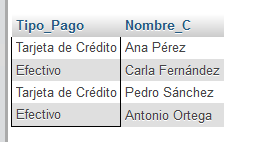 Tipo_Pago Nombre_C
Tarjeta de Crédito Ana Pérez
Efectivo Carla Fernández
Tarjeta de Crédito Pedro Sánchez
Efectivo Antonio Ortega